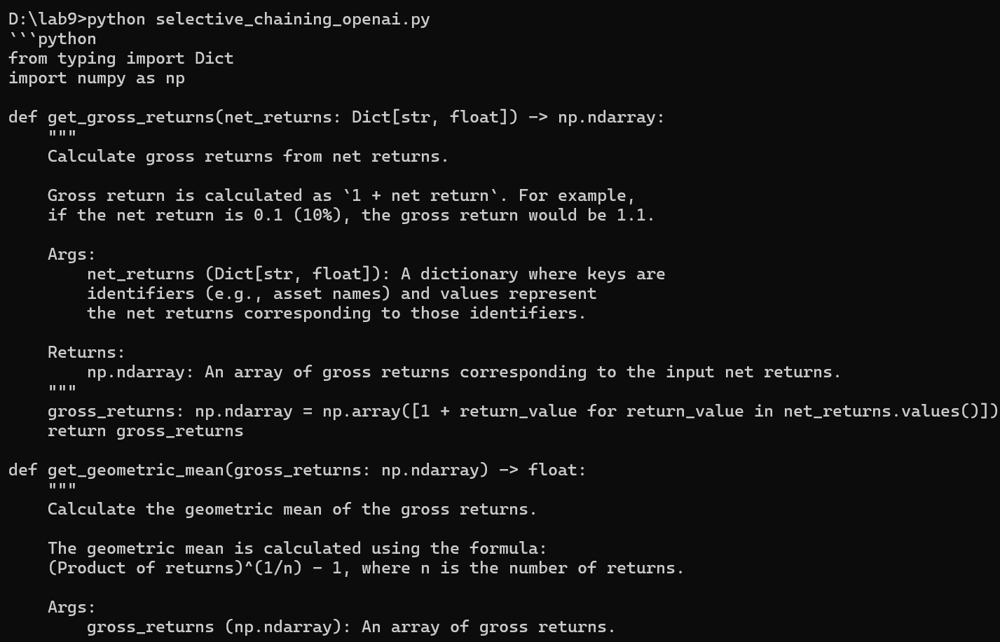 D:\lab9>python selective_chaining_openai.py
```python
from typing import Dict
import numpy as np

def get_gross_returns(net_returns: Dict[str, float]) -> np.ndarray:
    """
    Calculate gross returns from net returns.

    Gross return is calculated as `1 + net return`. For example,
    if the net return is 0.1 (10%), the gross return would be 1.1.

    Args:
        net_returns (Dict[str, float]): A dictionary where keys are
        identifiers (e.g., asset names) and values represent
        the net returns corresponding to those identifiers.

    Returns:
        np.ndarray: An array of gross returns corresponding to the input net returns.
    """
    gross_returns: np.ndarray = np.array([1 + return_value for return_value in net_returns.values()])
    return gross_returns

def get_geometric_mean(gross_returns: np.ndarray) -> float:
    """
    Calculate the geometric mean of the gross returns.

    The geometric mean is calculated using the formula:
    (Product of returns)^(1/n) - 1, where n is the number of returns.

    Args:
        gross_returns (np.ndarray): An array of gross returns.